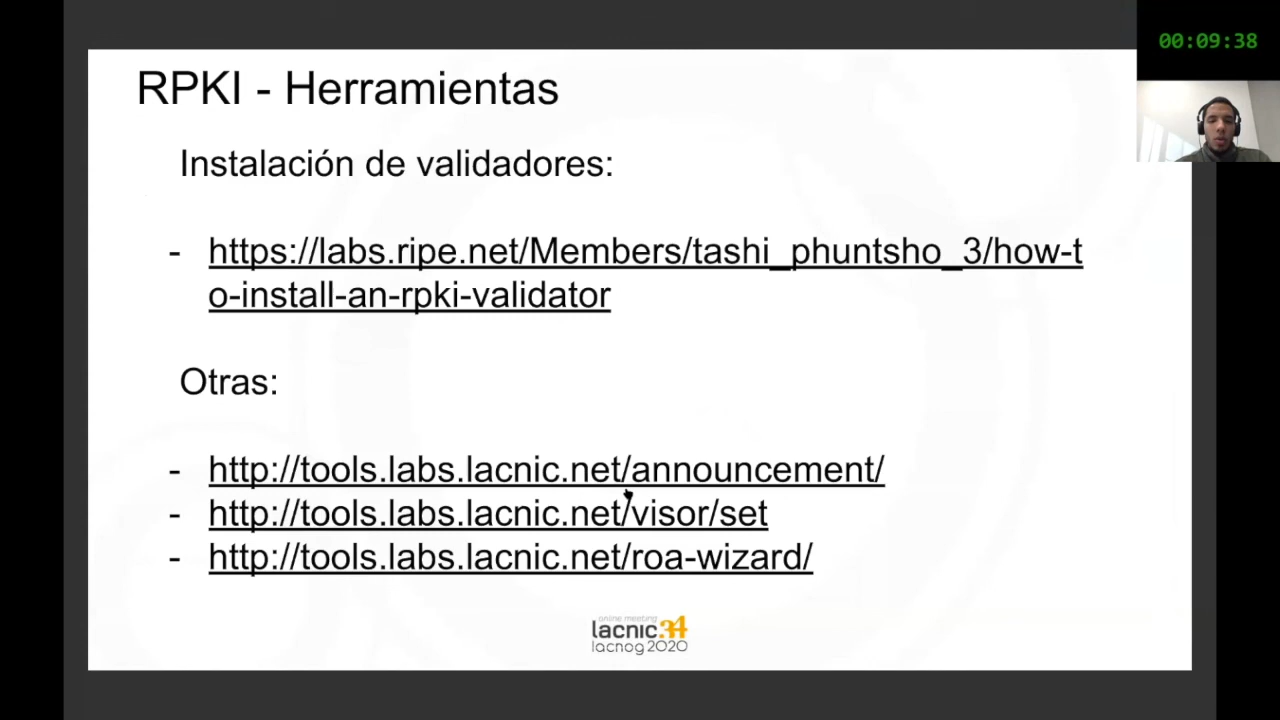 00:09:38
RPKI - Herramientas
Instalación de validadores:
- https://labs.ripe.net/Members/tashi_phuntsho_3/how-t
o-install-an-rpki-validator
Otras:
- http://tools.labs.lacnic.net/announcement/
- http://tools.labs.lacnic.net/visor/set
- http://tools.labs.lacnic.net/roa-wizard/
online meeting
lacnic34
lacnog2020